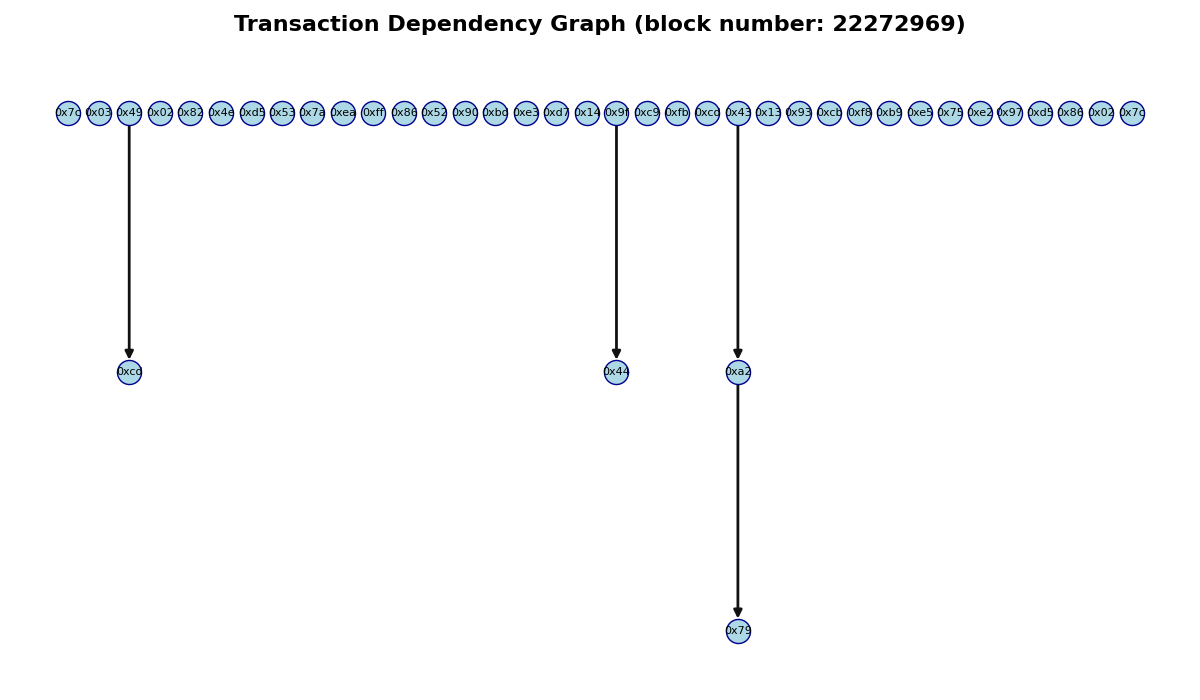 Transaction Dependency Graph (block number: 22272969)
0x7c 0x03 0x49 0x02 0x82 0x4e 0xd5 0x53 0x7a 0xea 0xff 0x86 0x52 0x90 0xbd 0xe3 0xd7 0x14 0x9f 0xc9 0xfb 0xcd 0x43 0x13 0x93 0xcb 0xf8 0xb9 0xe5 0x75 0xe2 0x97 0xd5 0x86 0x02 0x7c
0xcd 0x44 0xa2
0x79